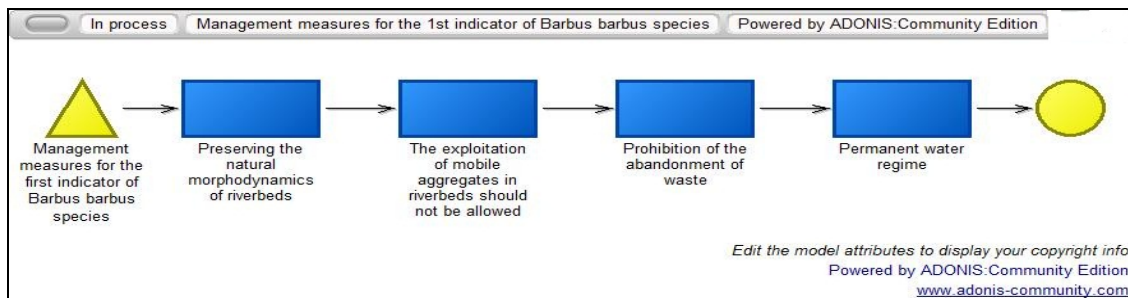 In process Management measures for the 1st indicator of Barbus barbus species Powered by ADONIS:Community Edition
Management
measures for the
first indicator of
Barbus barbus
species
Preserving the
natural
morphodynamics
of riverbeds
The exploitation
of mobile
aggregates in
riverbeds should
not be allowed
Prohibition of the
abandonment of
waste
Permanent water
regime
Edit the model attributes to display your copyright info
Powered by ADONIS:Community Edition
www.adonis-community.com